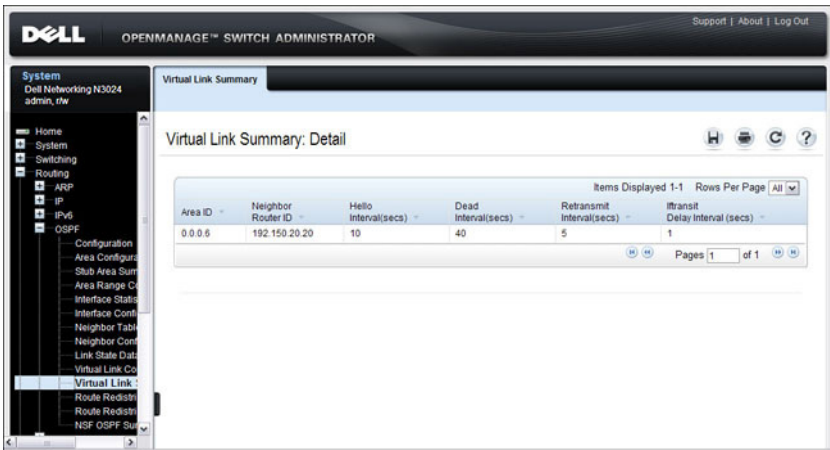 Support | About | Log Out
DELL OPENMANAGE™ SWITCH ADMINISTRATOR
System
Dell Networking N3024
admin, r/w
Virtual Link Summary
Home
System
Switching
Routing
ARP
IP
IPv6
OSPF
Configuration
Area Configura
Stub Area Sum
Area Range Co
Interface Statis
Interface Confi
Neighbor Table
Neighbor Conf
Link State Data
Virtual Link Co
Virtual Link S
Route Redistri
Route Redistri
NSF OSPF Sum
Virtual Link Summary: Detail
Items Displayed 1-1 Rows Per Page All
Area ID Neighbor Router ID Hello Interval(secs) Dead Interval(secs) Retransmit Interval(secs) Iftransit Delay Interval (secs)
0.0.0.6 192.150.20.20 10 40 5 1
Pages 1 of 1